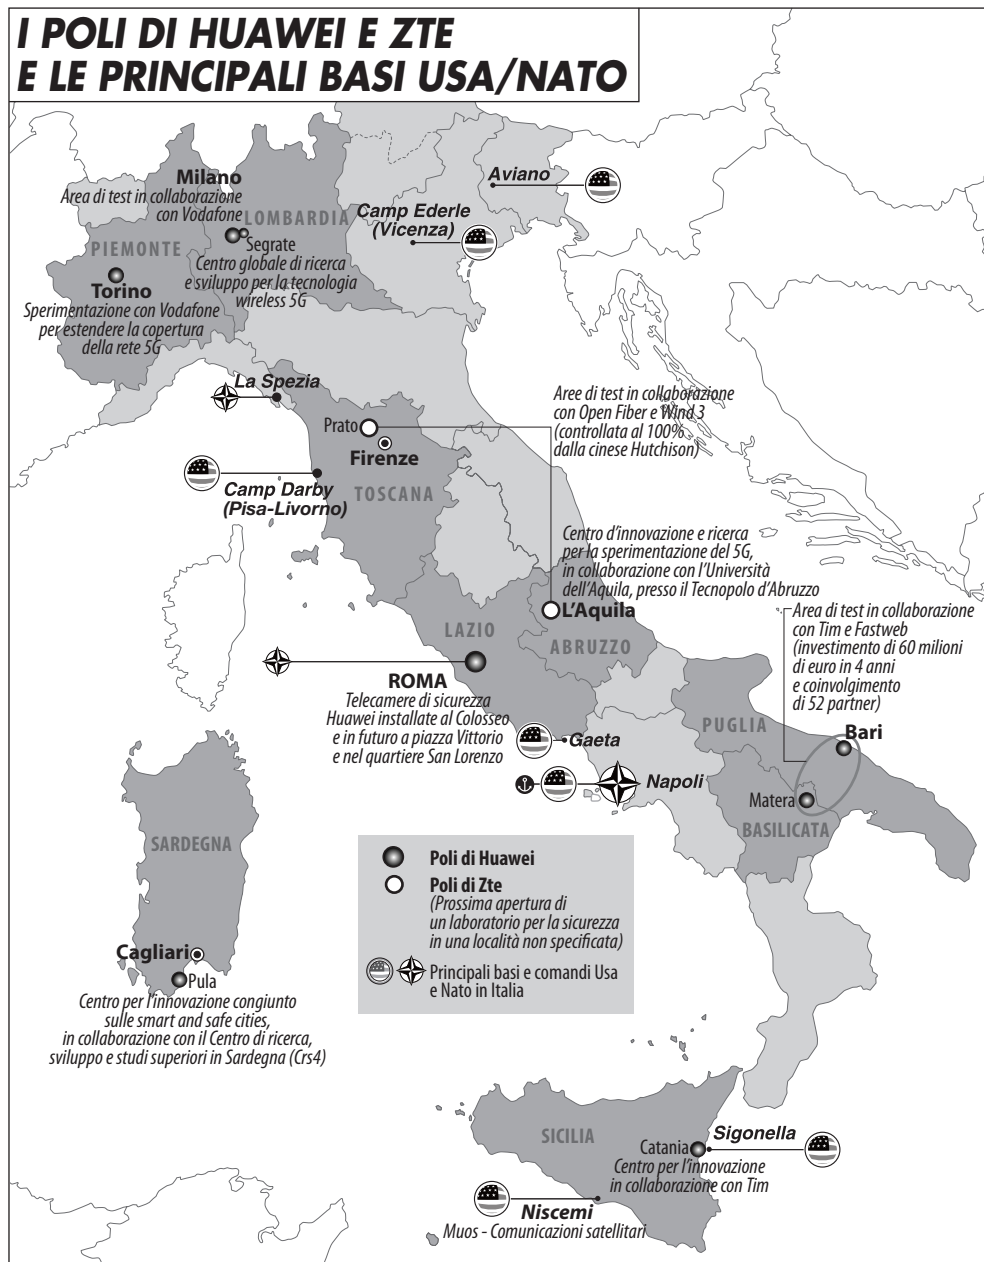 I POLI DI HUAWEI E ZTE
E LE PRINCIPALI BASI USA/NATO
Milano
Area di test in collaborazione
con Vodafone
LOMBARDIA
Segrate
Centro globale di ricerca
e sviluppo per la tecnologia
wireless 5G
PIEMONTE
Torino
Sperimentazione con Vodafone
per estendere la copertura
della rete 5G
Aviano
Camp Ederle
(Vicenza)
La Spezia
Prato
Firenze
TOSCANA
Camp Darby
(Pisa-Livorno)
Aree di test in collaborazione
con Open Fiber e Wind 3
(controllata al 100%
dalla cinese Hutchison)
Centro d'innovazione e ricerca
per la sperimentazione del 5G,
in collaborazione con l'Università
dell'Aquila, presso il Tecnopolo d'Abruzzo
L'Aquila
ABRUZZO
LAZIO
ROMA
Telecamere di sicurezza
Huawei installate al Colosseo
e in futuro a piazza Vittorio
e nel quartiere San Lorenzo
Area di test in collaborazione
con Tim e Fastweb
(investimento di 60 milioni
di euro in 4 anni
e coinvolgimento
di 52 partner)
PUGLIA
Bari
Gaeta
Napoli
Matera
BASILICATA
SARDEGNA
Cagliari
Pula
Centro per l'innovazione congiunto
sulle smart and safe cities,
in collaborazione con il Centro di ricerca,
sviluppo e studi superiori in Sardegna (Crs4)
Poli di Huawei
Poli di Zte
(Prossima apertura di
un laboratorio per la sicurezza
in una località non specificata)
Principali basi e comandi Usa
e Nato in Italia
SICILIA
Catania
Centro per l'innovazione
in collaborazione con Tim
Sigonella
Niscemi
Muos - Comunicazioni satellitari